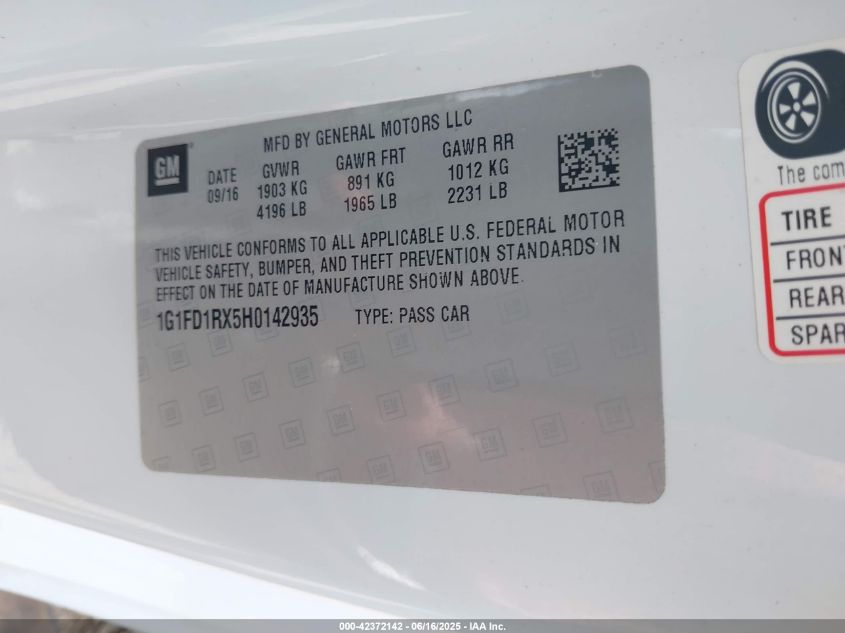 GM
MFD BY GENERAL MOTORS LLC
DATE GVWR GAWR FRT GAWR RR
09/16 1903 KG 891 KG 1012 KG
4196 LB 1965 LB 2231 LB
THIS VEHICLE CONFORMS TO ALL APPLICABLE U.S. FEDERAL MOTOR
VEHICLE SAFETY, BUMPER, AND THEFT PREVENTION STANDARDS IN
EFFECT ON THE DATE OF MANUFACTURE SHOWN ABOVE.
1G1FD1RX5H0142935 TYPE: PASS CAR
The com
TIRE
FRONT
REAR
SPAR
000-42372142 - 06/16/2025 - IAA Inc.